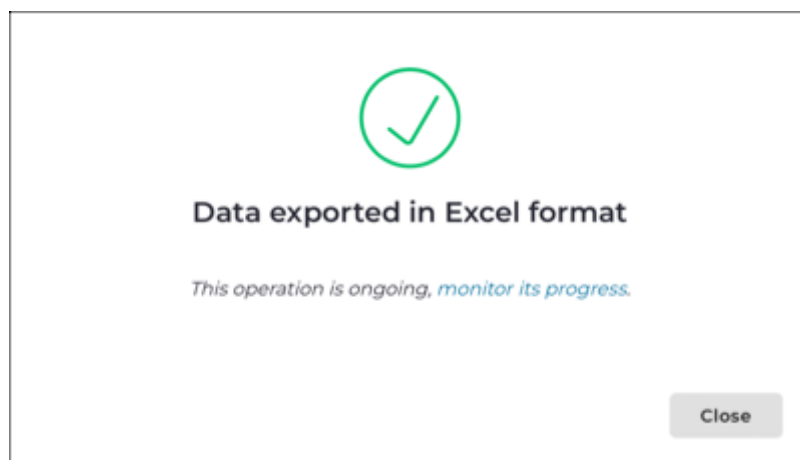 Data exported in Excel format
This operation is ongoing, monitor its progress.
Close